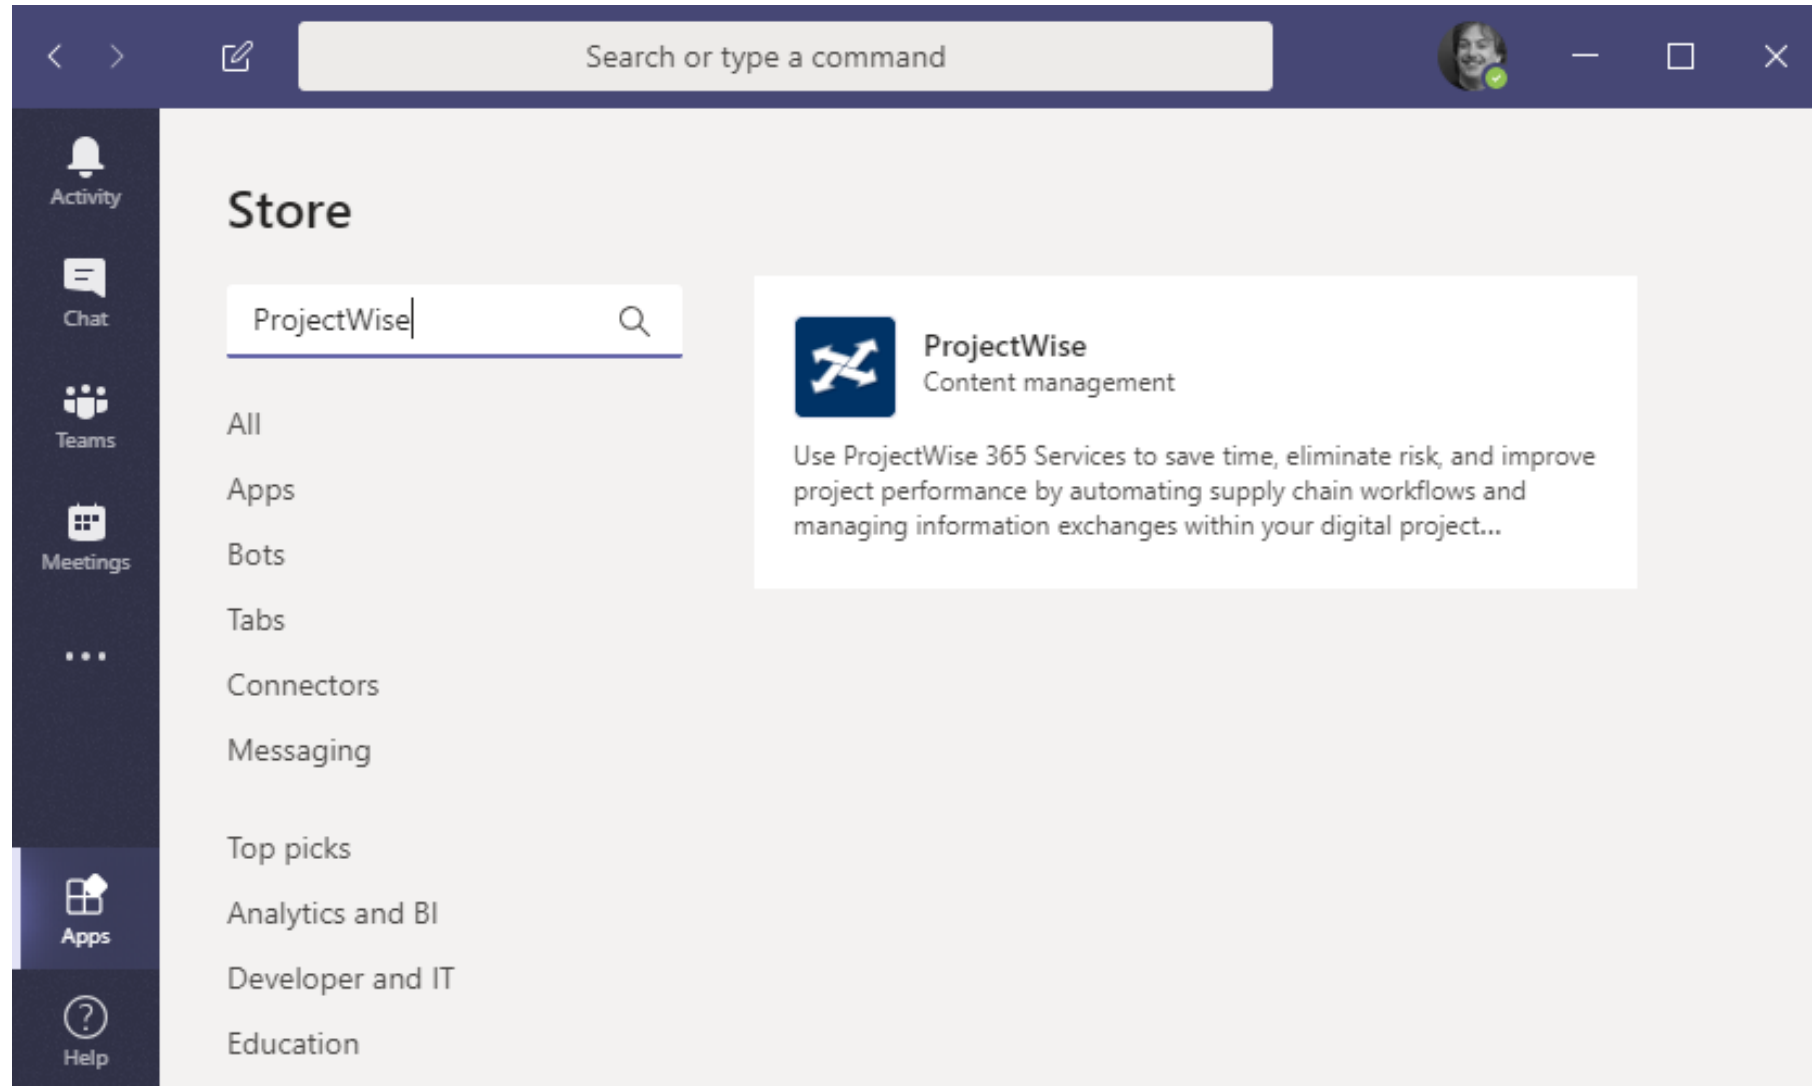 Search or type a command
Activity
Chat
Teams
Meetings
Apps
Help
Store
ProjectWise
All
Apps
Bots
Tabs
Connectors
Messaging
Top picks
Analytics and BI
Developer and IT
Education
ProjectWise
Content management
Use ProjectWise 365 Services to save time, eliminate risk, and improve
project performance by automating supply chain workflows and
managing information exchanges within your digital project...